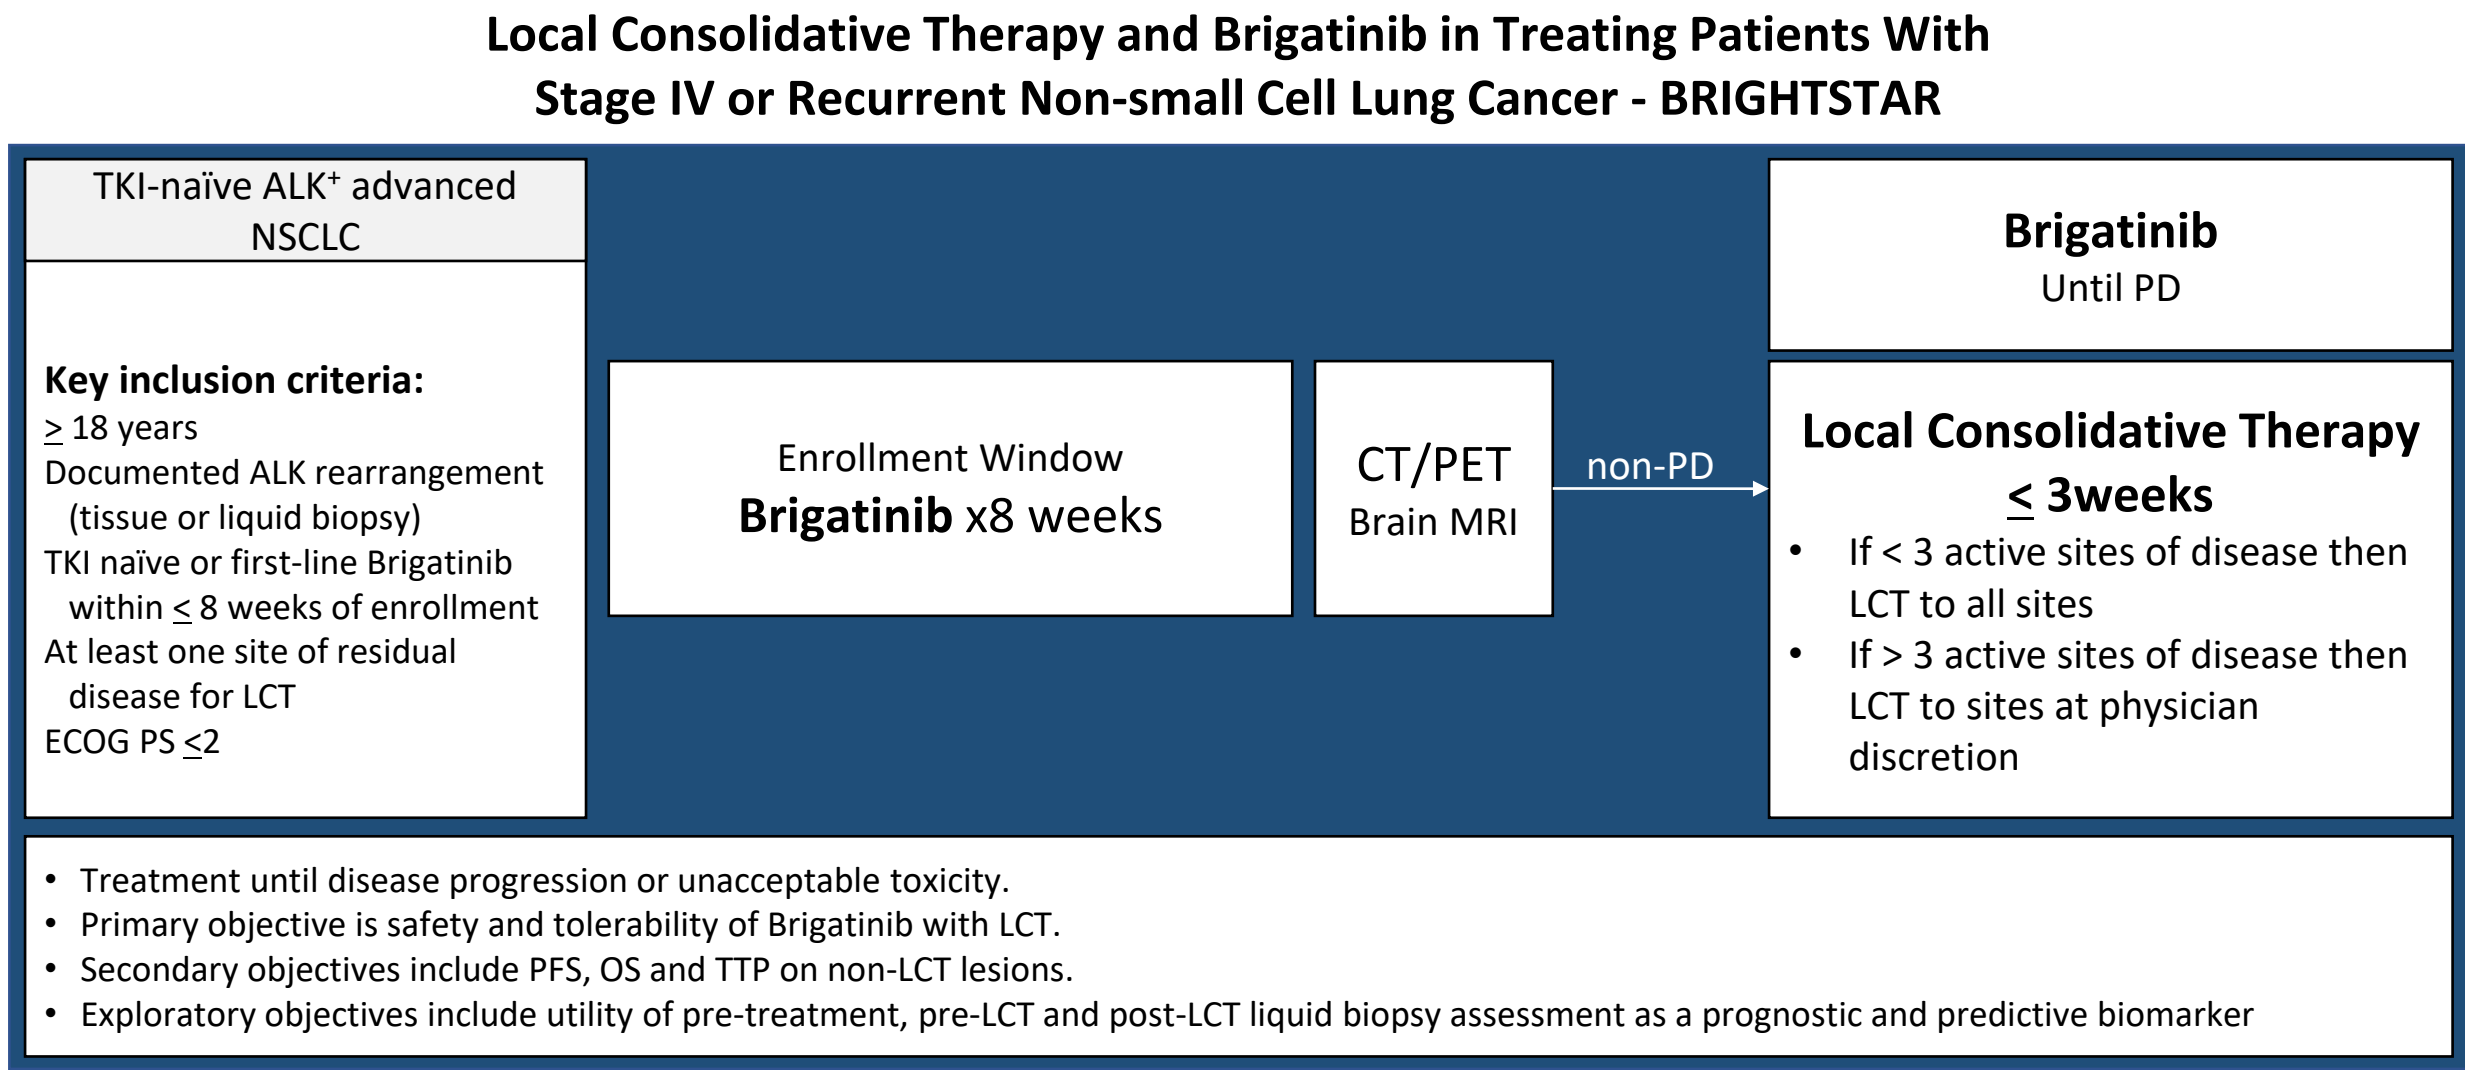 Local Consolidative Therapy and Brigatinib in Treating Patients With
Stage IV or Recurrent Non-small Cell Lung Cancer - BRIGHTSTAR
TKI-naïve ALK⁺ advanced
NSCLC
Key inclusion criteria:
≥ 18 years
Documented ALK rearrangement
(tissue or liquid biopsy)
TKI naïve or first-line Brigatinib
within ≤ 8 weeks of enrollment
At least one site of residual
disease for LCT
ECOG PS ≤2
Enrollment Window
Brigatinib x8 weeks
CT/PET
Brain MRI
non-PD
Brigatinib
Until PD
Local Consolidative Therapy
≤ 3weeks
• If < 3 active sites of disease then
LCT to all sites
• If > 3 active sites of disease then
LCT to sites at physician
discretion
• Treatment until disease progression or unacceptable toxicity.
• Primary objective is safety and tolerability of Brigatinib with LCT.
• Secondary objectives include PFS, OS and TTP on non-LCT lesions.
• Exploratory objectives include utility of pre-treatment, pre-LCT and post-LCT liquid biopsy assessment as a prognostic and predictive biomarker